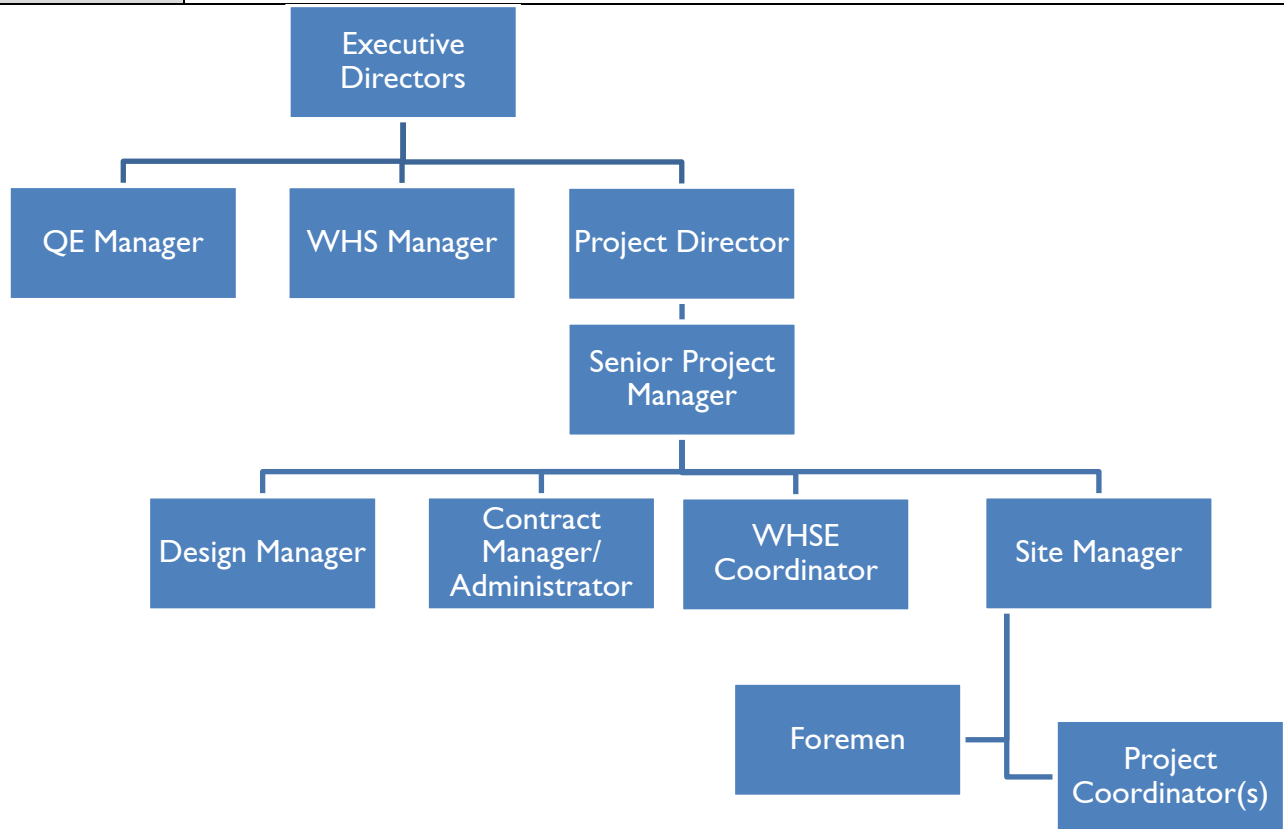 Executive
Directors
QE Manager
WHS Manager
Project Director
Senior Project
Manager
Design Manager
Contract
Manager/
Administrator
WHSE
Coordinator
Site Manager
Foremen
Project
Coordinator(s)